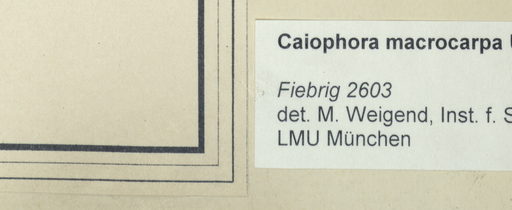 Caiophora macrocarpa
Fiebrig 2603
det. M. Weigend, Inst. f.
LMU München